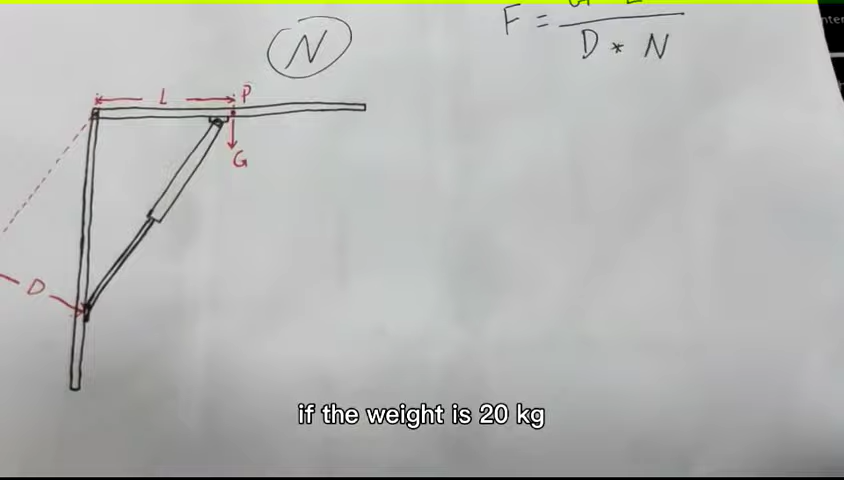 F =
D * N
N
L P
G
D
if the weight is 20 kg